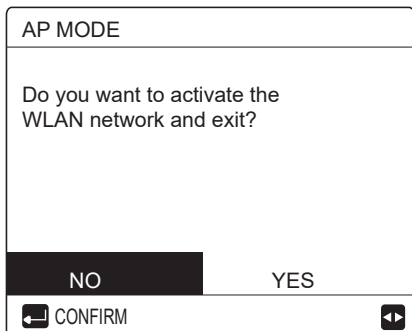 AP MODE
Do you want to activate the
WLAN network and exit?
NO YES
CONFIRM